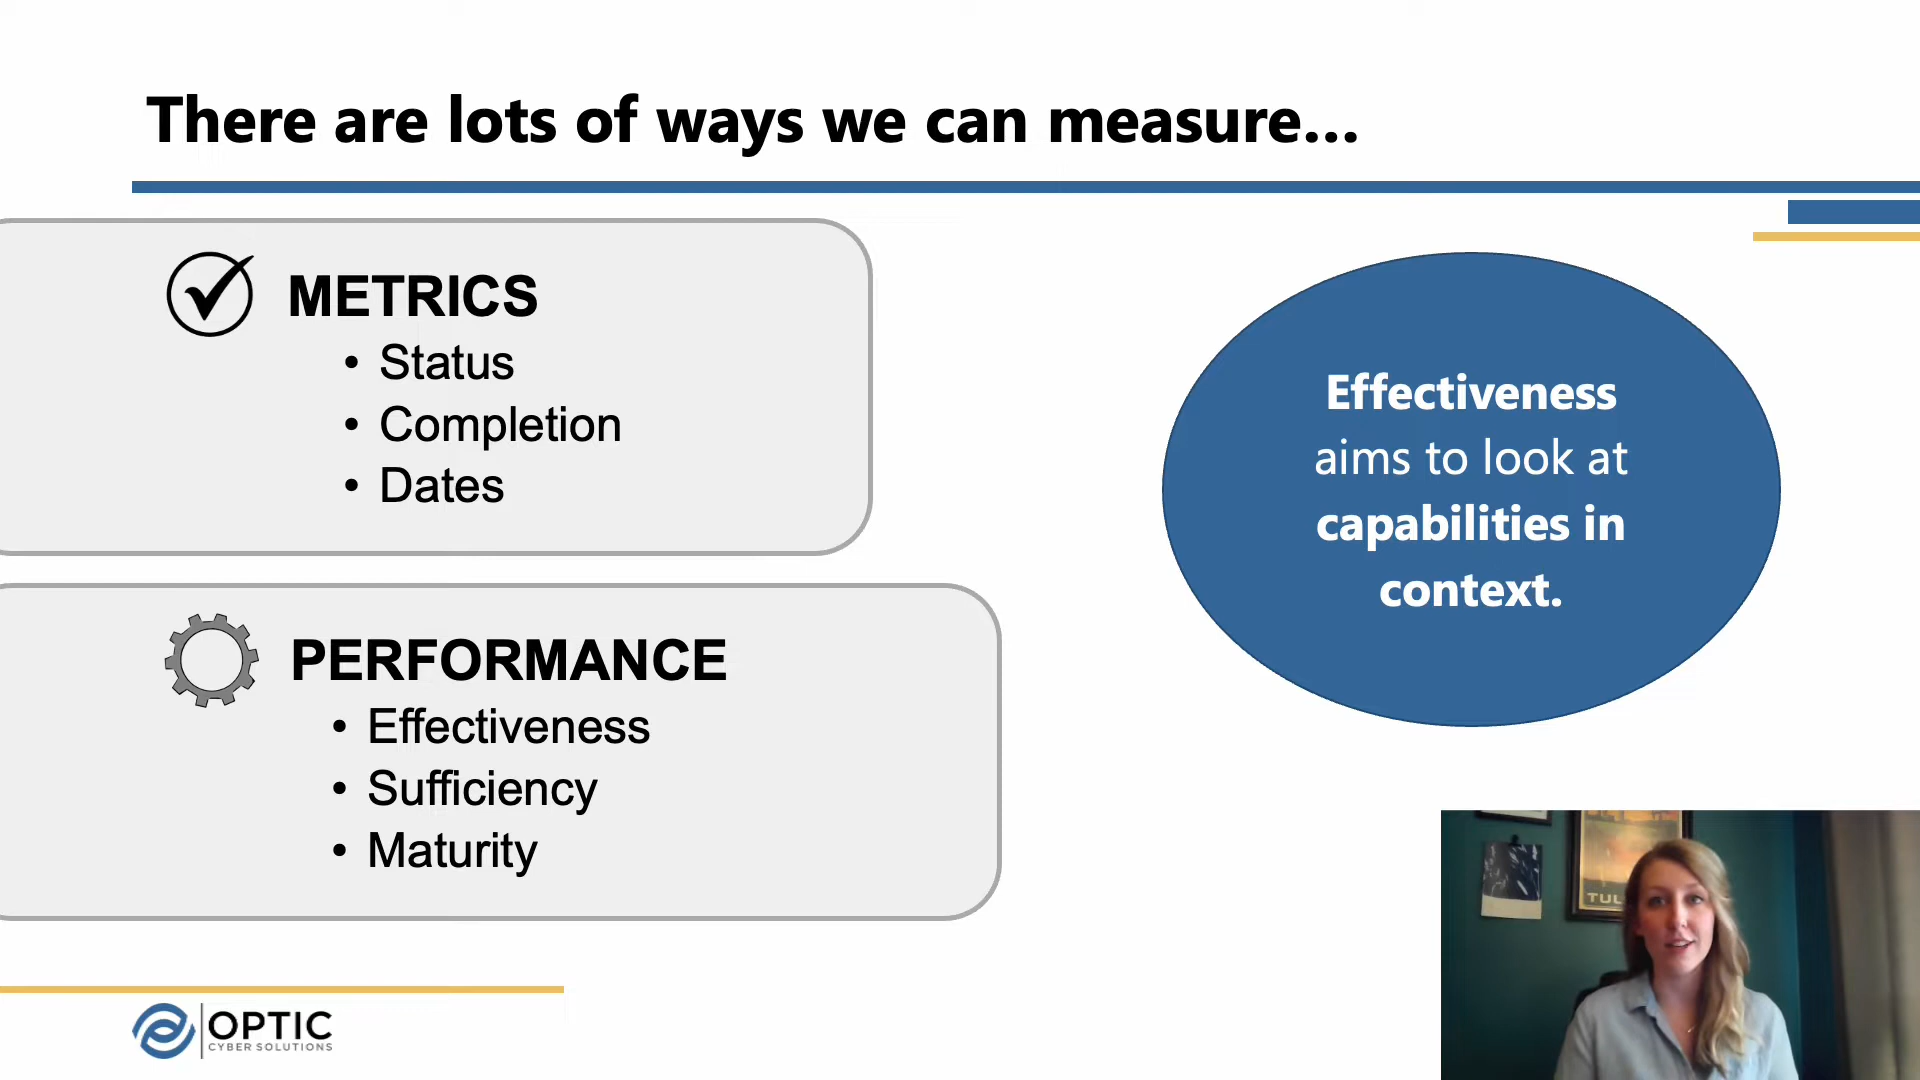 There are lots of ways we can measure...
METRICS
• Status
• Completion
• Dates
PERFORMANCE
• Effectiveness
• Sufficiency
• Maturity
Effectiveness
aims to look at
capabilities in
context.
TUL
OPTIC
CYBER SOLUTIONS